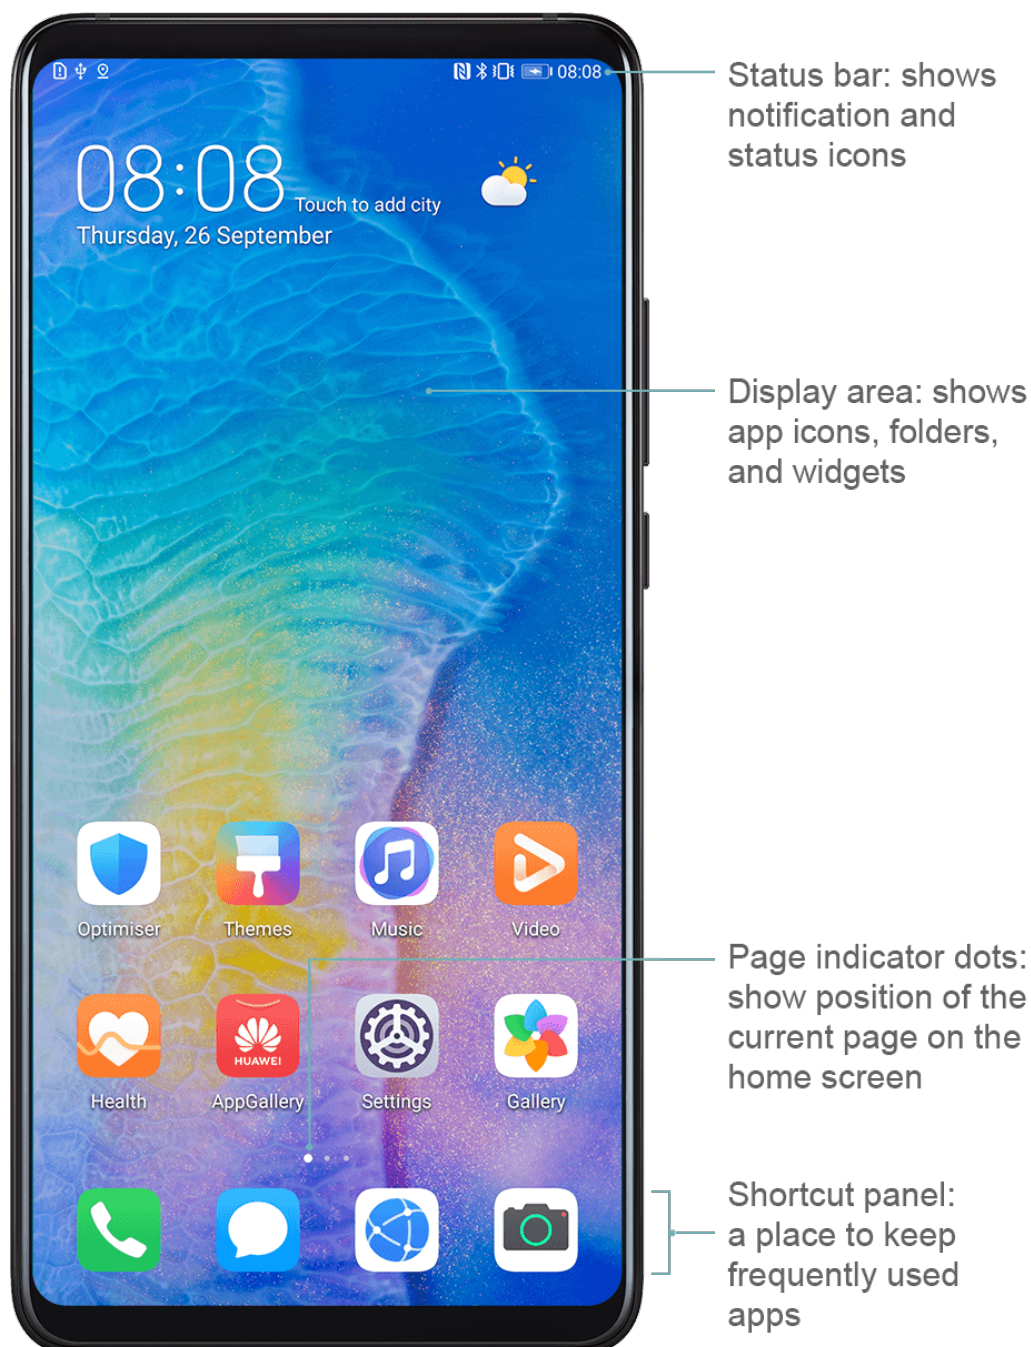 08:08
Status bar: shows
notification and
status icons
08:08 Touch to add city
Thursday, 26 September
Display area: shows
app icons, folders,
and widgets
Optimiser Themes Music Video
Page indicator dots:
show position of the
current page on the
home screen
HUAWEI
Health AppGallery Settings Gallery
Shortcut panel:
a place to keep
frequently used
apps